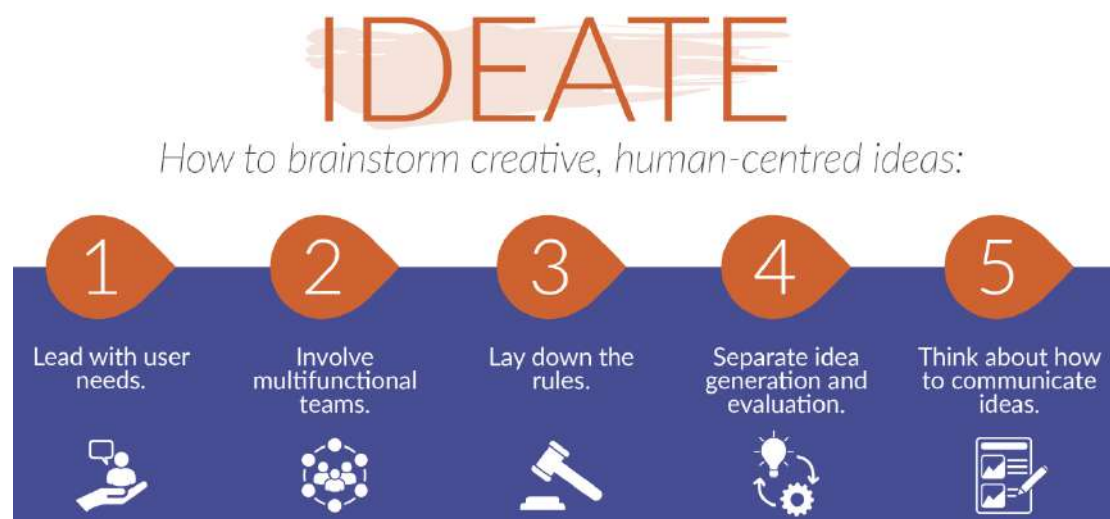 IDEATE
How to brainstorm creative, human-centred ideas:
1
Lead with user
needs.
2
Involve
multifunctional
teams.
3
Lay down the
rules.
4
Separate idea
generation and
evaluation.
5
Think about how
to communicate
ideas.